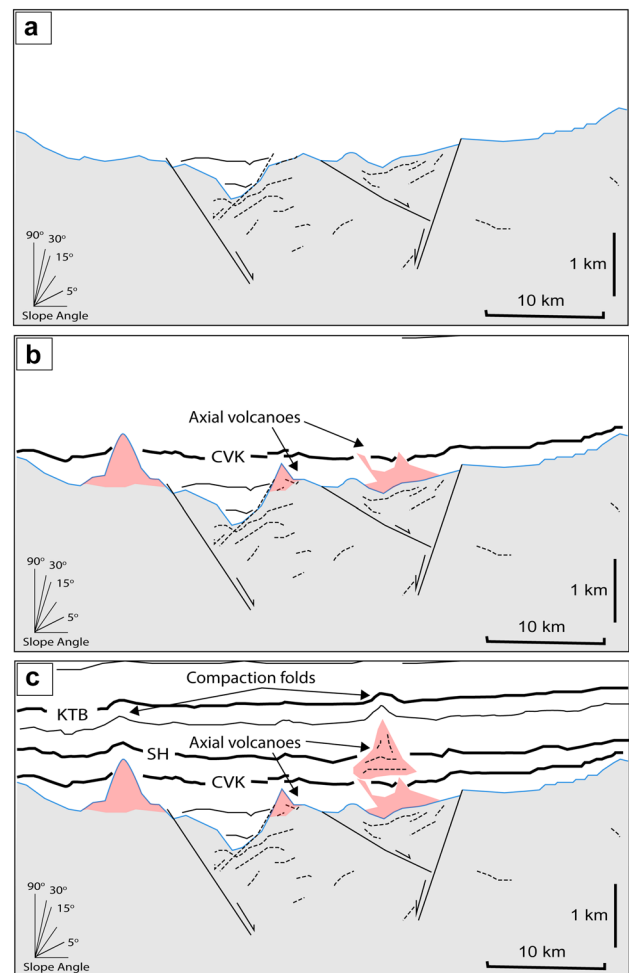 a
90° 30°
15°
5°
Slope Angle
1 km
10 km
b
Axial volcanoes
CVK
90° 30°
15°
5°
Slope Angle
1 km
10 km
c
Compaction folds
KTB
Axial volcanoes
SH
CVK
90° 30°
15°
5°
Slope Angle
1 km
10 km